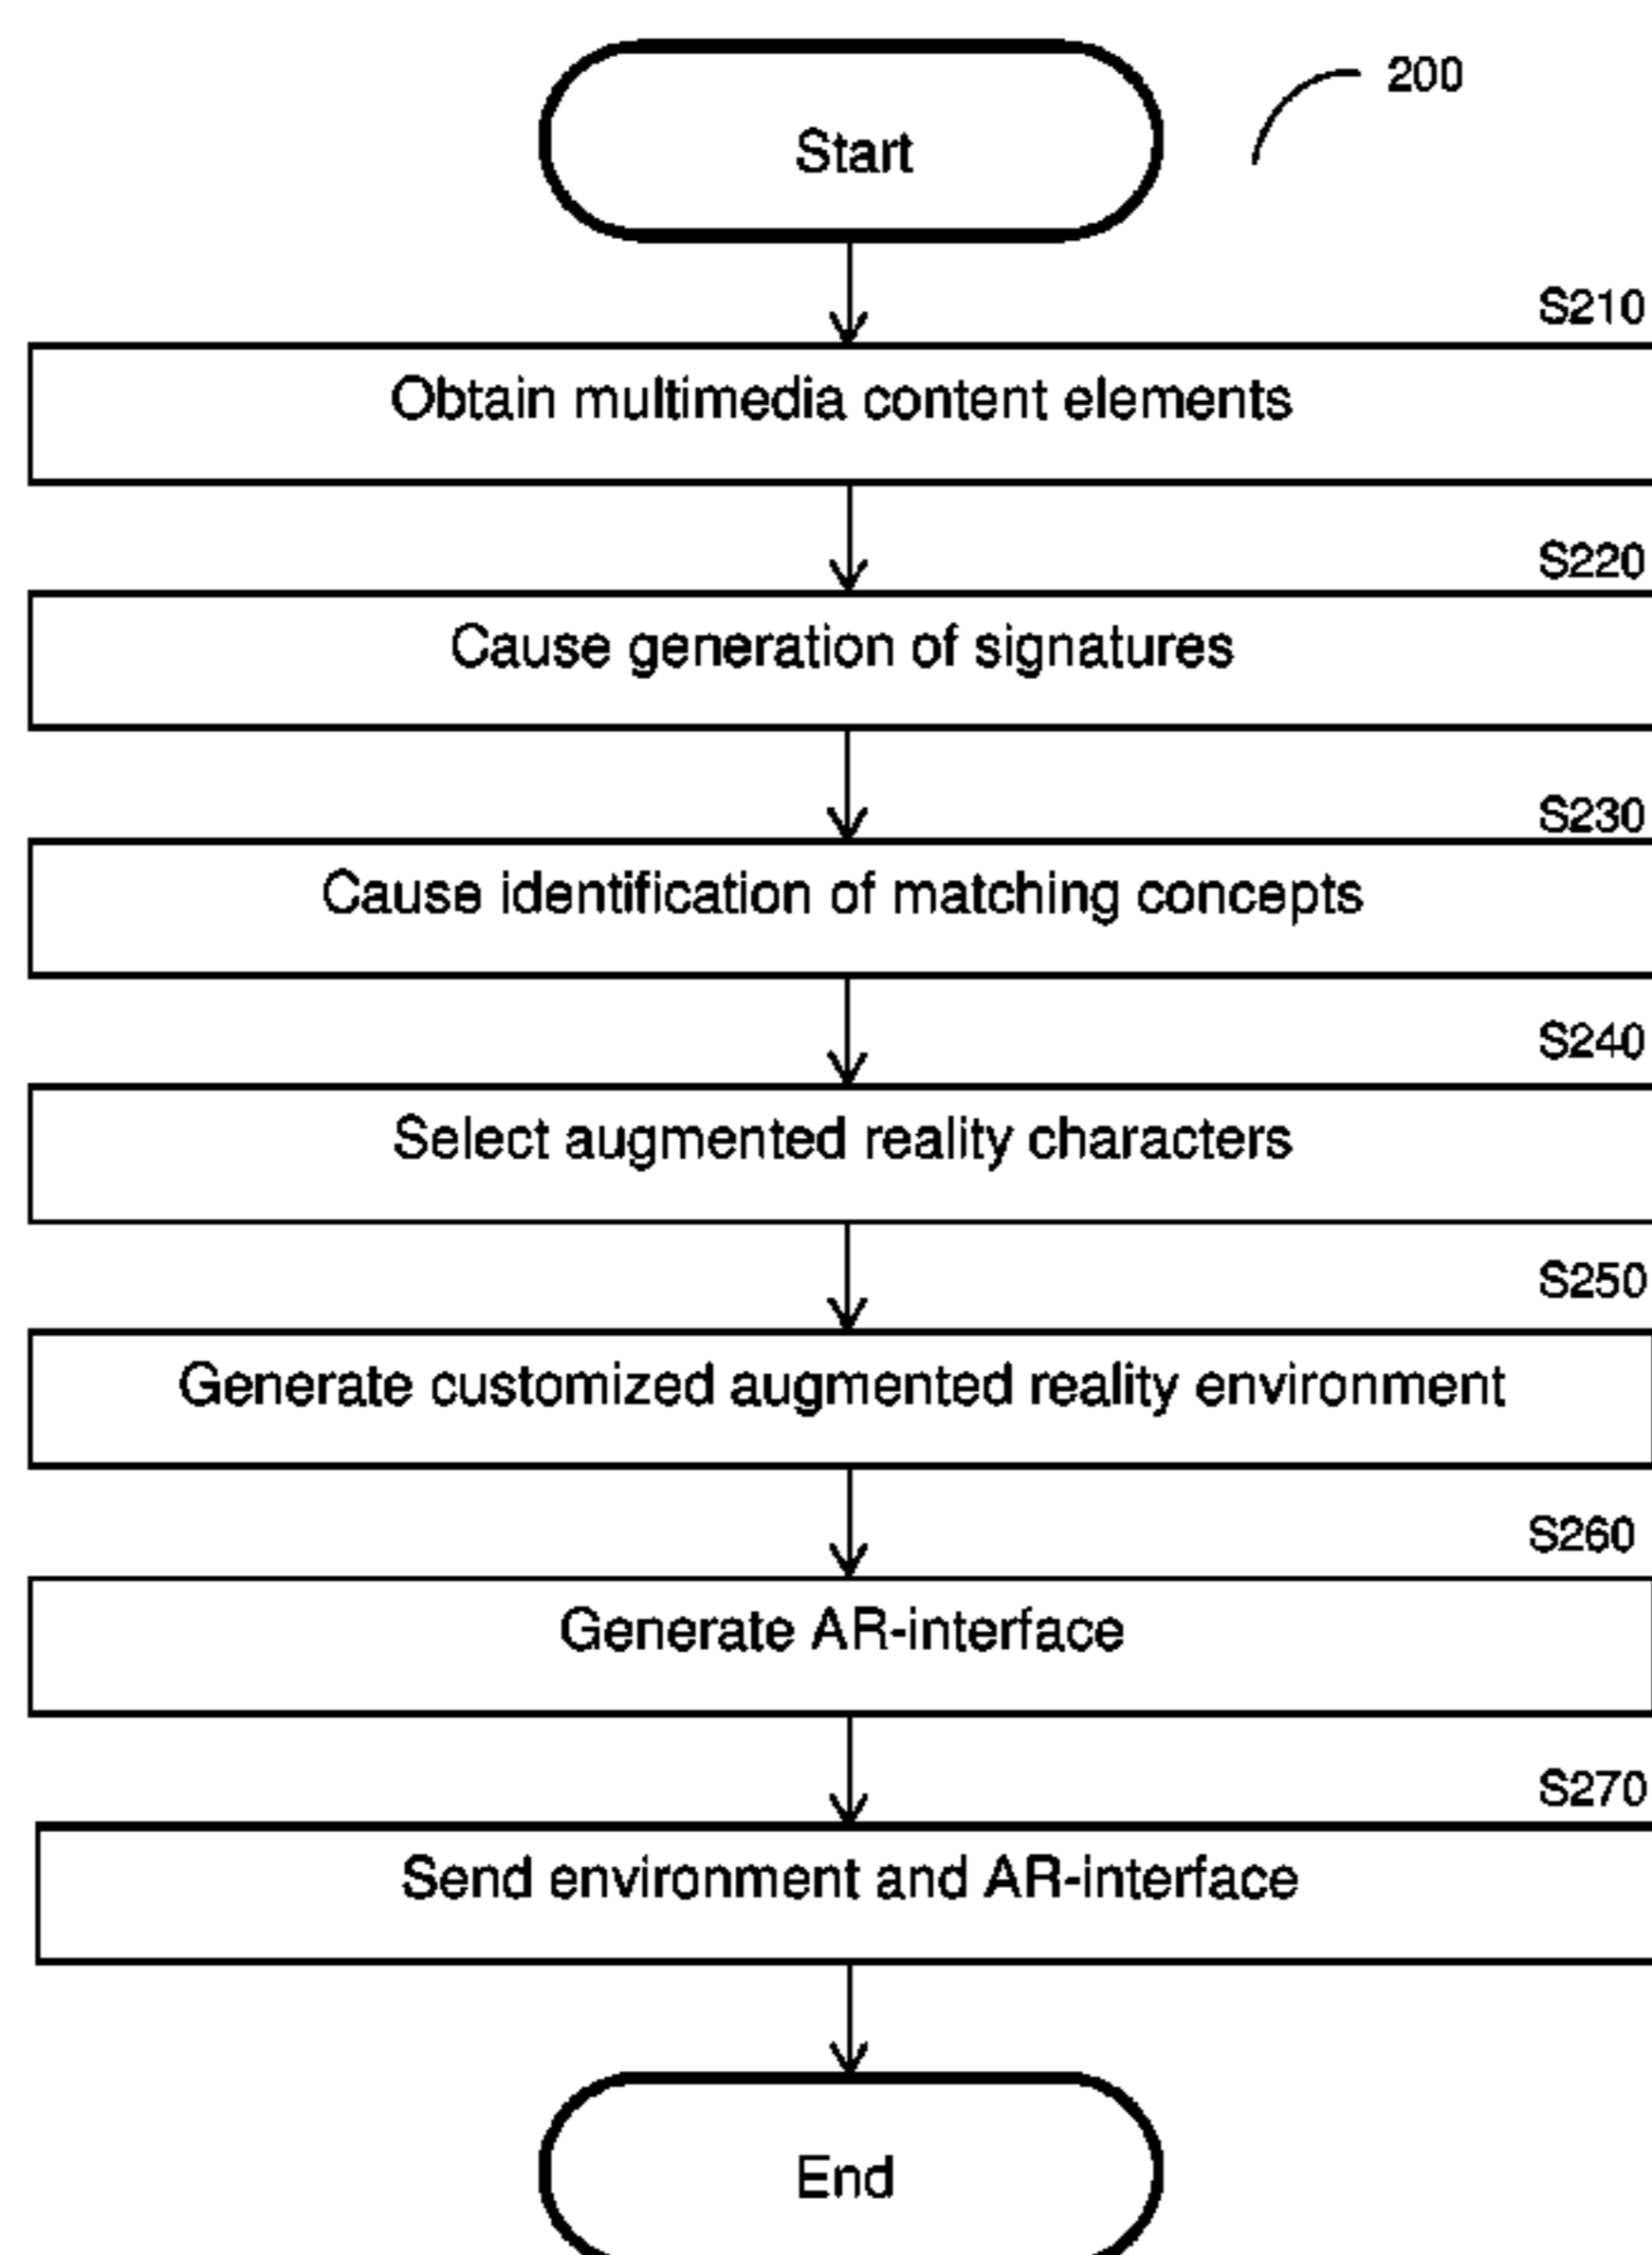 Start
200
S210
Obtain multimedia content elements
S220
Cause generation of signatures
S230
Cause identification of matching concepts
S240
Select augmented reality characters
S250
Generate customized augmented reality environment
S260
Generate AR-interface
S270
Send environment and AR-interface
End